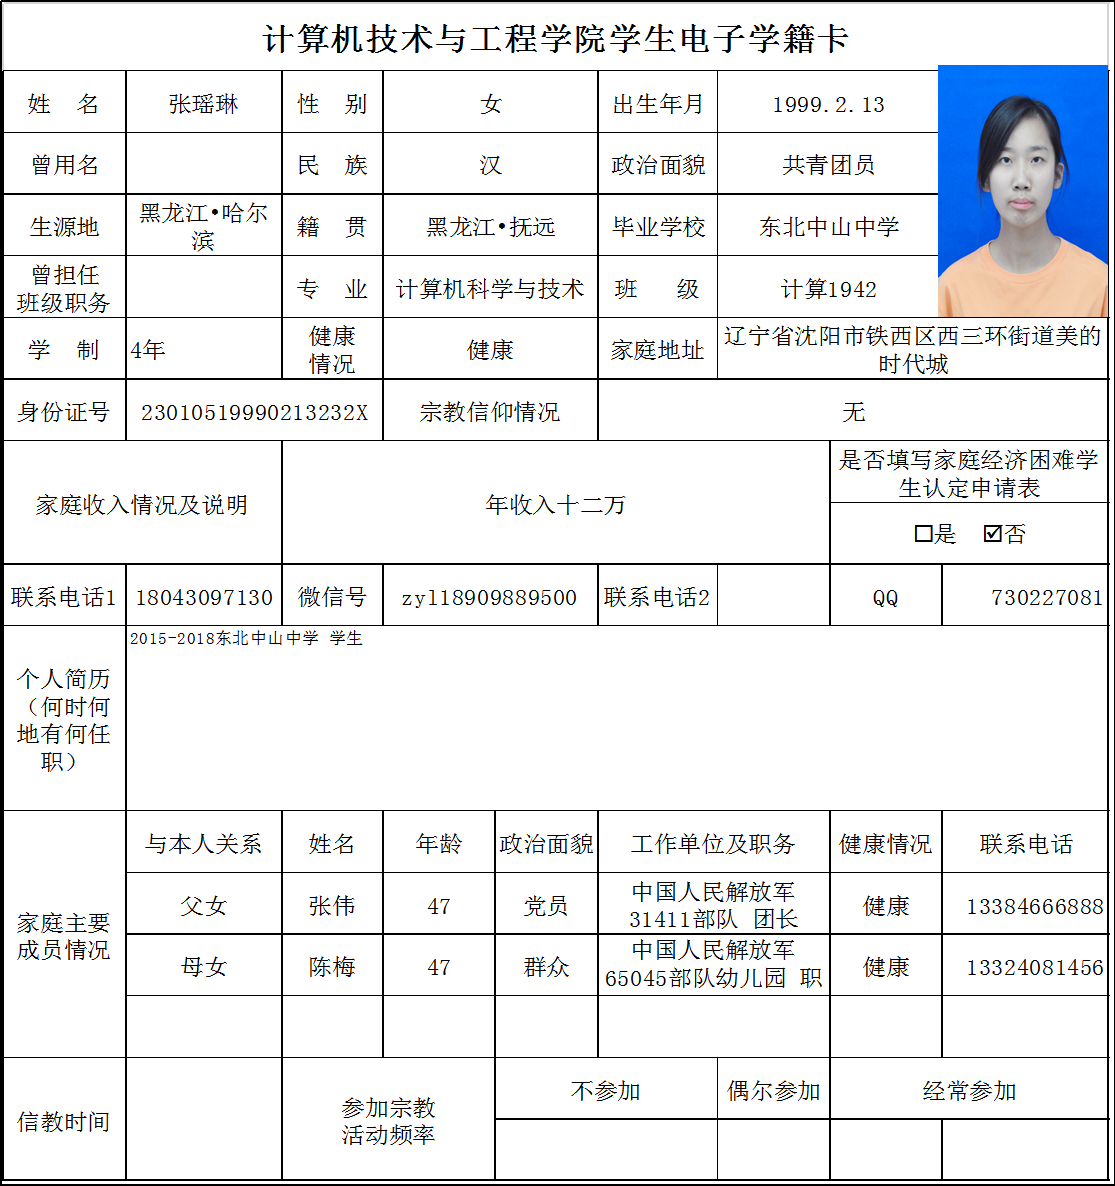 计算机技术与工程学院学生电子学籍卡
姓 名 张瑶琳 性 别 女 出生年月 1999.2.13
曾用名 民 族 汉 政治面貌 共青团员
生源地 黑龙江•哈尔 籍 贯 黑龙江•抚远 毕业学校 东北中山中学
滨
曾担任 专 业 计算机科学与技术 班 级 计算1942
班级职务
学 制 4年 健康 健康 家庭地址 辽宁省沈阳市铁西区西三环街道美的
情况 时代城
身份证号 23010519990213232X 宗教信仰情况 无
家庭收入情况及说明 年收入十二万 是否填写家庭经济困难学
生认定申请表
☐是 ☑否
联系电话1 18043097130 微信号 zyl18909889500 联系电话2 QQ 730227081
个人简历 2015-2018东北中山中学 学生
（何时何
地有何任
职）
家庭主要 与本人关系 姓名 年龄 政治面貌 工作单位及职务 健康情况 联系电话
成员情况 父女 张伟 47 党员 中国人民解放军 健康 13384666888
31411部队 团长
母女 陈梅 47 群众 中国人民解放军 健康 13324081456
65045部队幼儿园 职
信教时间 参加宗教 不参加 偶尔参加 经常参加
活动频率